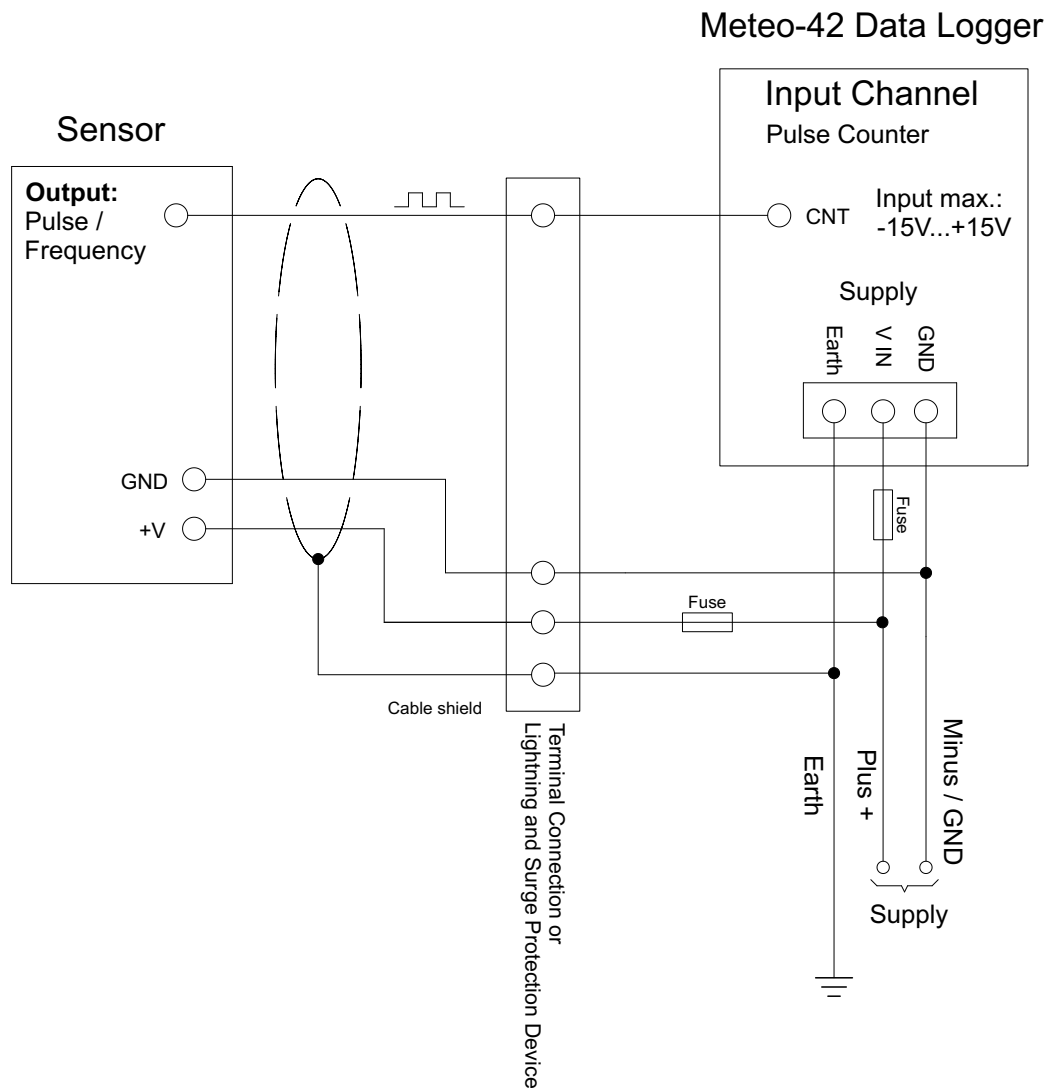 Meteo-42 Data Logger
Sensor
Output:
Pulse /
Frequency
GND
+V
Input Channel
Pulse Counter
CNT
Input max.:
-15V...+15V
Supply
Earth
V IN
GND
Fuse
Fuse
Cable shield
Terminal Connection or
Lightning and Surge Protection Device
Earth
Plus +
Minus / GND
Supply